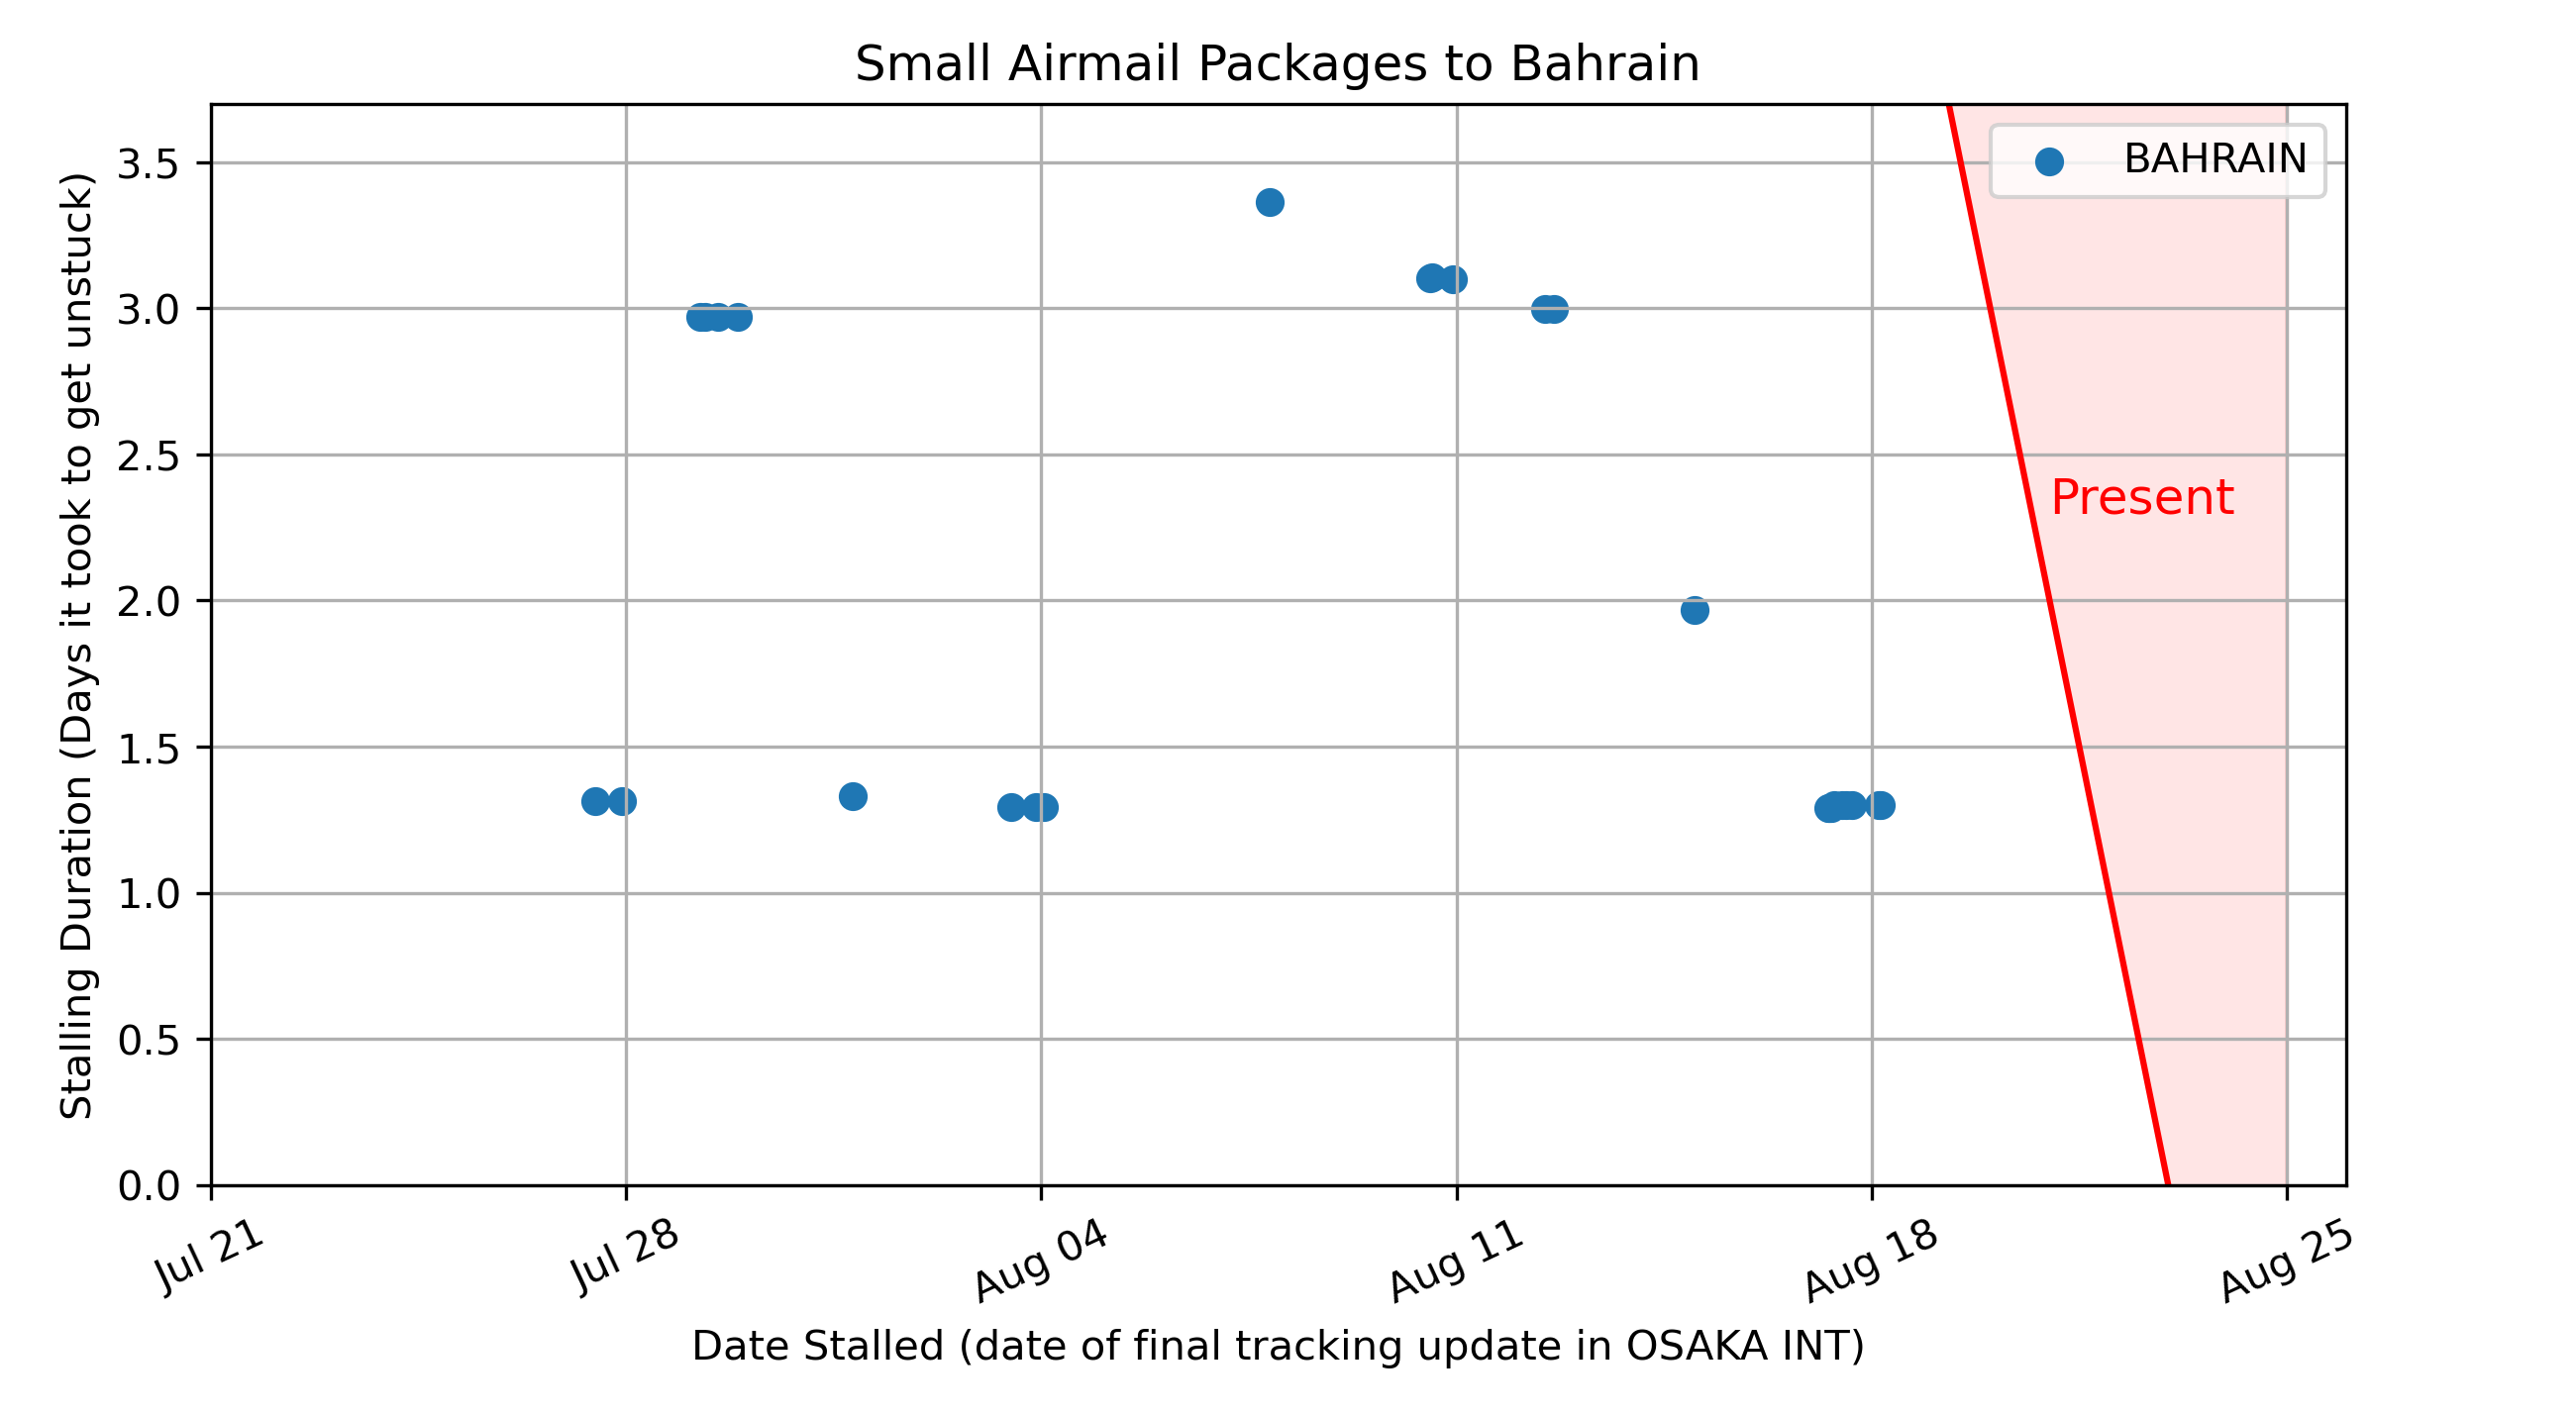 Small Airmail Packages to Bahrain
BAHRAIN
Present
Stalling Duration (Days it took to get unstuck)
3.5
3.0
2.5
2.0
1.5
1.0
0.5
0.0
Jul 21
Jul 28
Aug 04
Aug 11
Aug 18
Aug 25
Date Stalled (date of final tracking update in OSAKA INT)